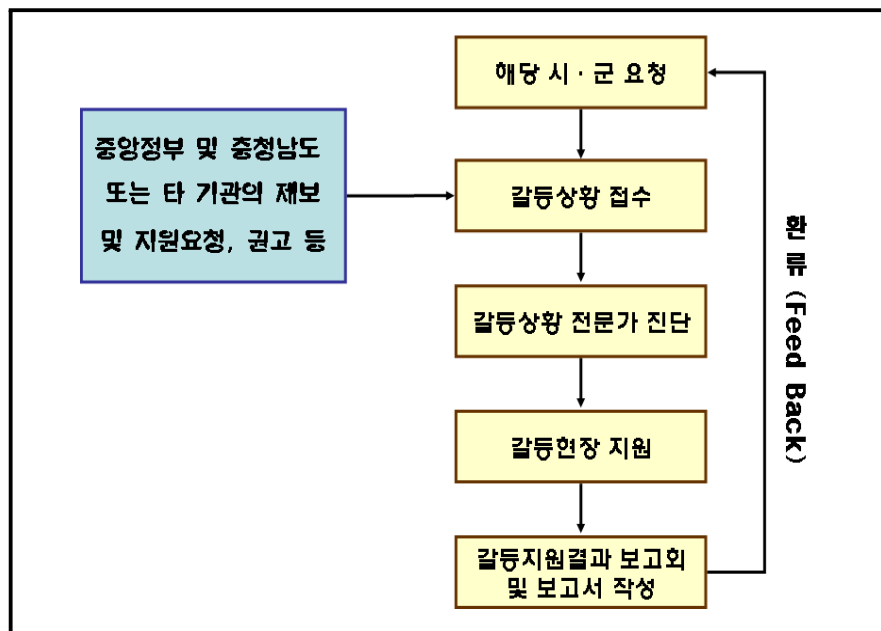 해당 시 · 군 요청
중앙정부 및 충청남도
또는 타 기관의 재보
및 지원요청, 권고 등
갈등상황 접수
갈등상황 전문가 진단
갈등현장 지원
갈등지원결과 보고회
및 보고서 작성
환 류 (Feed Back)